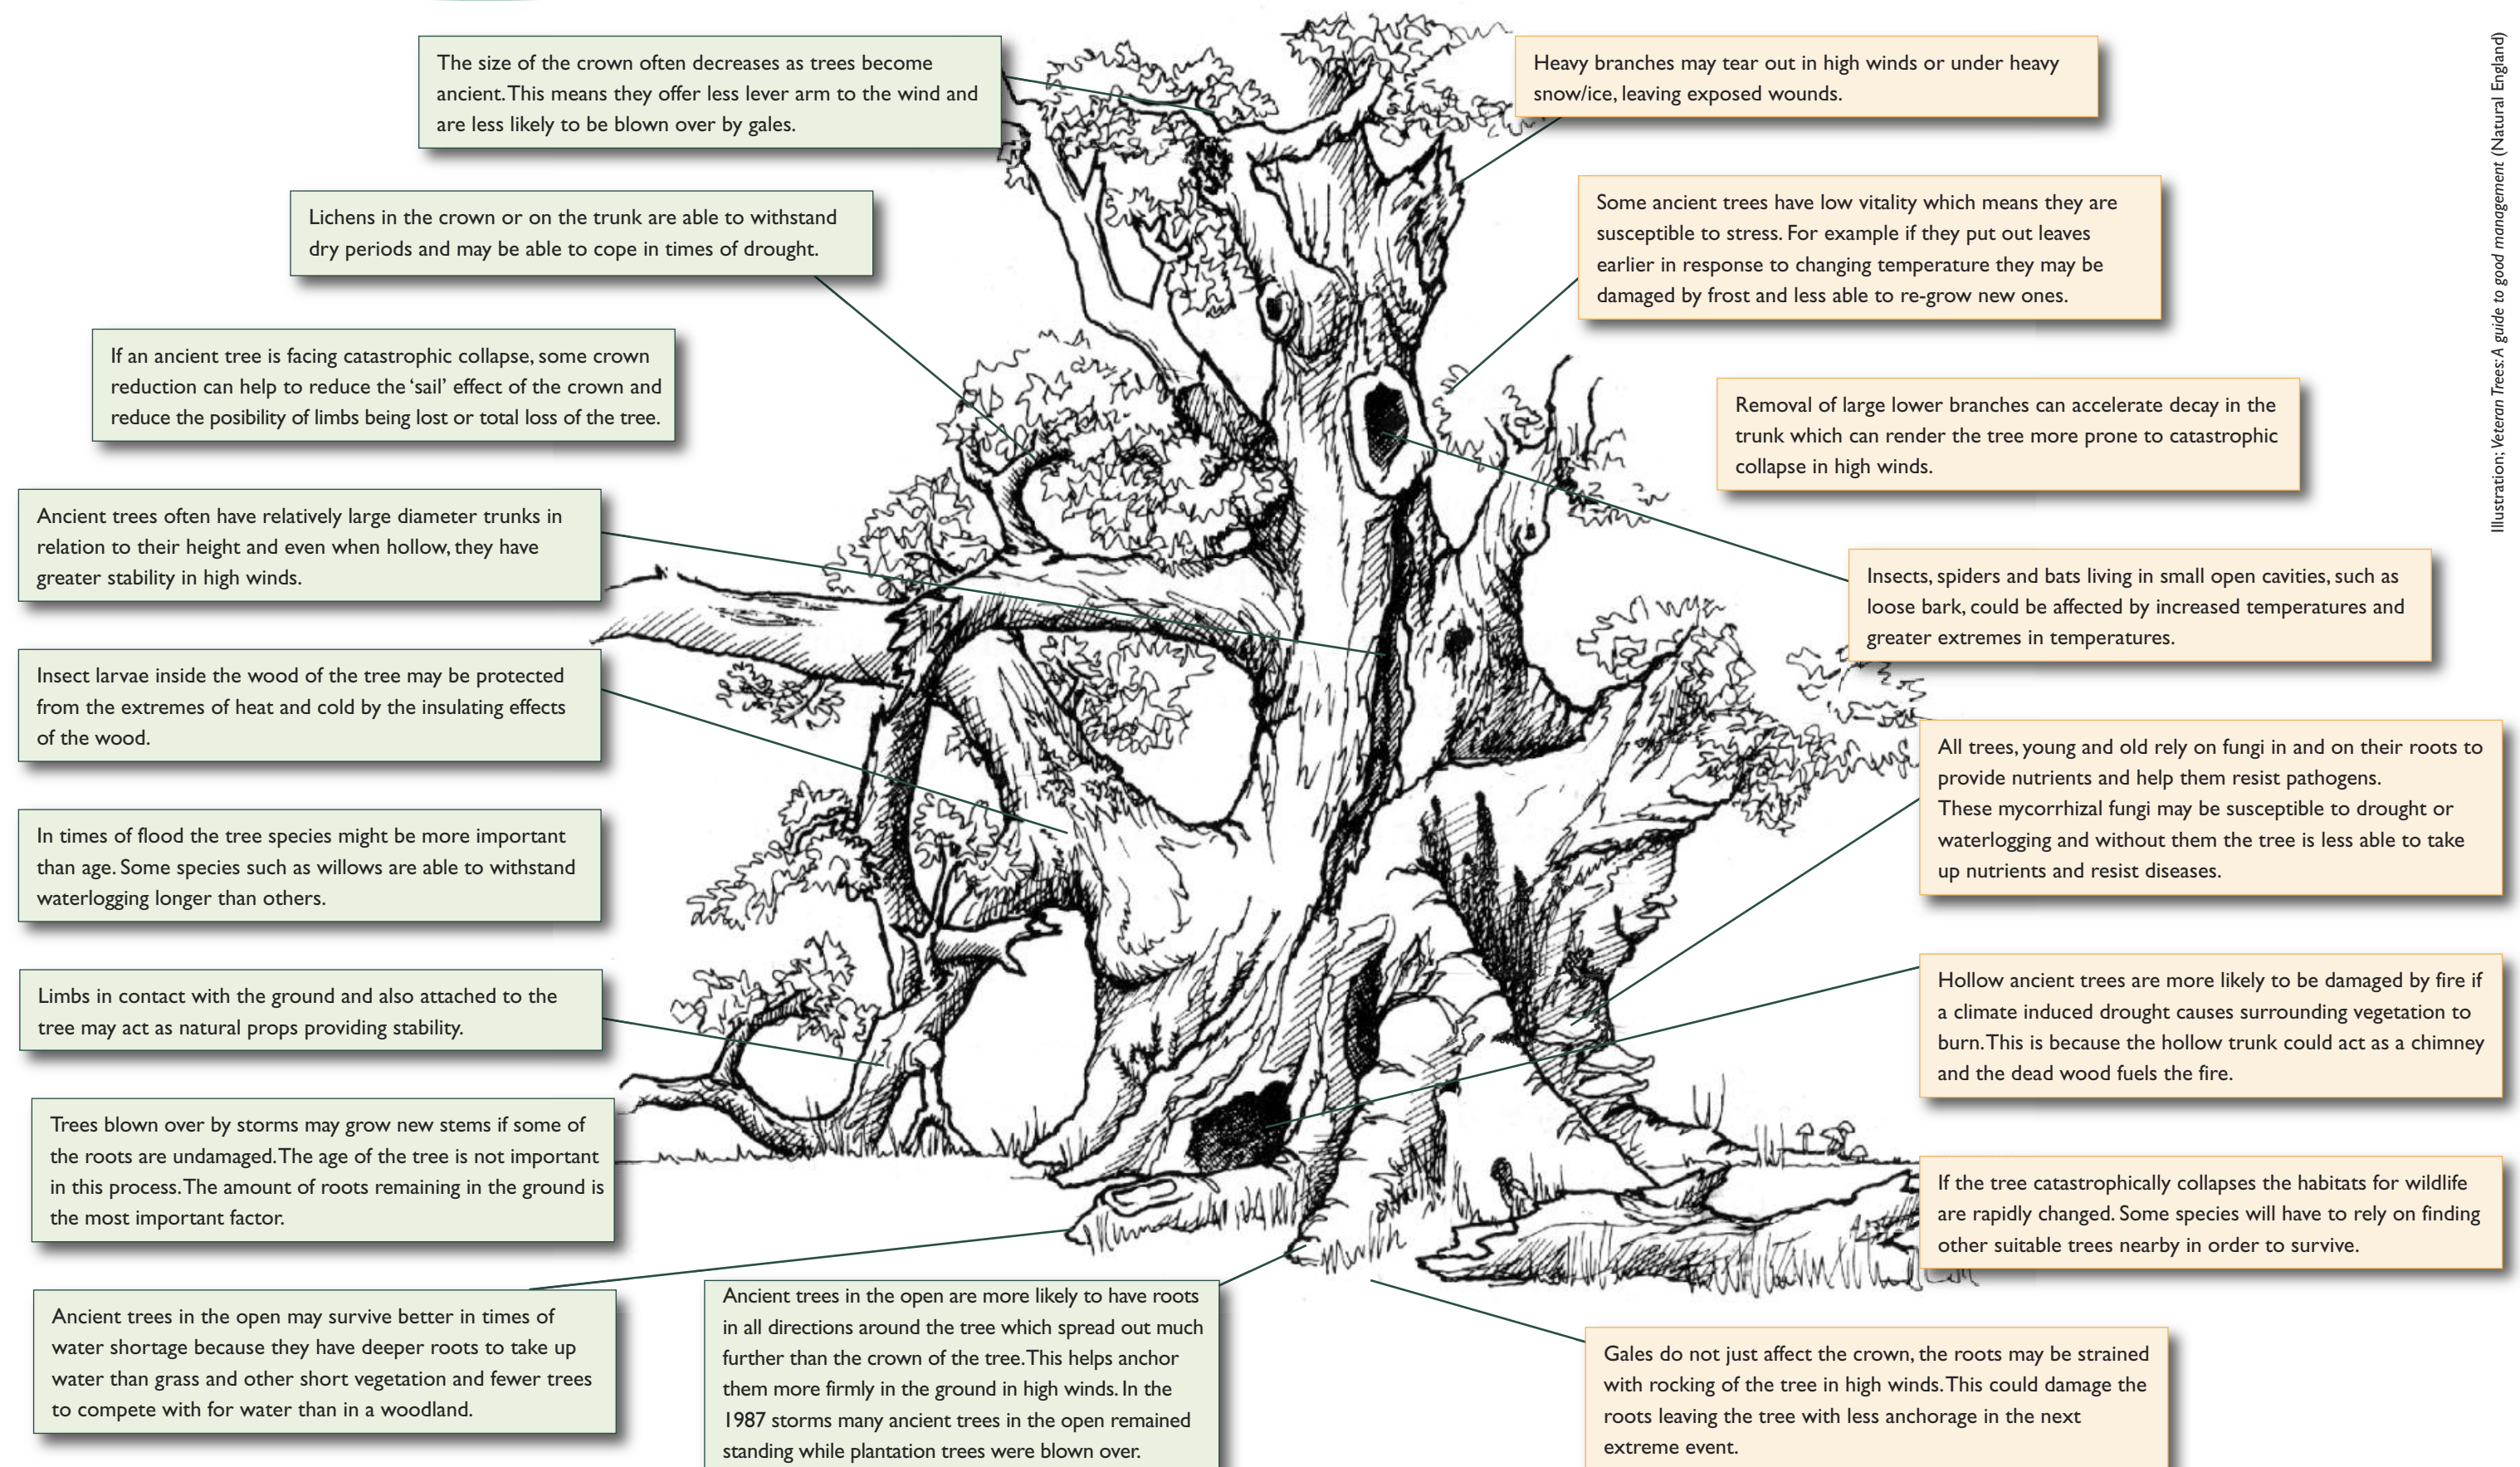 The size of the crown often decreases as trees become
ancient. This means they offer less lever arm to the wind and
are less likely to be blown over by gales.
Lichens in the crown or on the trunk are able to withstand
dry periods and may be able to cope in times of drought.
If an ancient tree is facing catastrophic collapse, some crown
reduction can help to reduce the ‘sail’ effect of the crown and
reduce the posibility of limbs being lost or total loss of the tree.
Ancient trees often have relatively large diameter trunks in
relation to their height and even when hollow, they have
greater stability in high winds.
Insect larvae inside the wood of the tree may be protected
from the extremes of heat and cold by the insulating effects
of the wood.
In times of flood the tree species might be more important
than age. Some species such as willows are able to withstand
waterlogging longer than others.
Limbs in contact with the ground and also attached to the
tree may act as natural props providing stability.
Trees blown over by storms may grow new stems if some of
the roots are undamaged. The age of the tree is not important
in this process. The amount of roots remaining in the ground is
the most important factor.
Ancient trees in the open may survive better in times of
water shortage because they have deeper roots to take up
water than grass and other short vegetation and fewer trees
to compete with for water than in a woodland.
Ancient trees in the open are more likely to have roots
in all directions around the tree which spread out much
further than the crown of the tree. This helps anchor
them more firmly in the ground in high winds. In the
1987 storms many ancient trees in the open remained
standing while plantation trees were blown over.
Heavy branches may tear out in high winds or under heavy
snow/ice, leaving exposed wounds.
Some ancient trees have low vitality which means they are
susceptible to stress. For example if they put out leaves
earlier in response to changing temperature they may be
damaged by frost and less able to re-grow new ones.
Removal of large lower branches can accelerate decay in the
trunk which can render the tree more prone to catastrophic
collapse in high winds.
Insects, spiders and bats living in small open cavities, such as
loose bark, could be affected by increased temperatures and
greater extremes in temperatures.
All trees, young and old rely on fungi in and on their roots to
provide nutrients and help them resist pathogens.
These mycorrhizal fungi may be susceptible to drought or
waterlogging and without them the tree is less able to take
up nutrients and resist diseases.
Hollow ancient trees are more likely to be damaged by fire if
a climate induced drought causes surrounding vegetation to
burn. This is because the hollow trunk could act as a chimney
and the dead wood fuels the fire.
If the tree catastrophically collapses the habitats for wildlife
are rapidly changed. Some species will have to rely on finding
other suitable trees nearby in order to survive.
Gales do not just affect the crown, the roots may be strained
with rocking of the tree in high winds. This could damage the
roots leaving the tree with less anchorage in the next
extreme event.
Illustration; Veteran Trees: A guide to good management (Natural England)